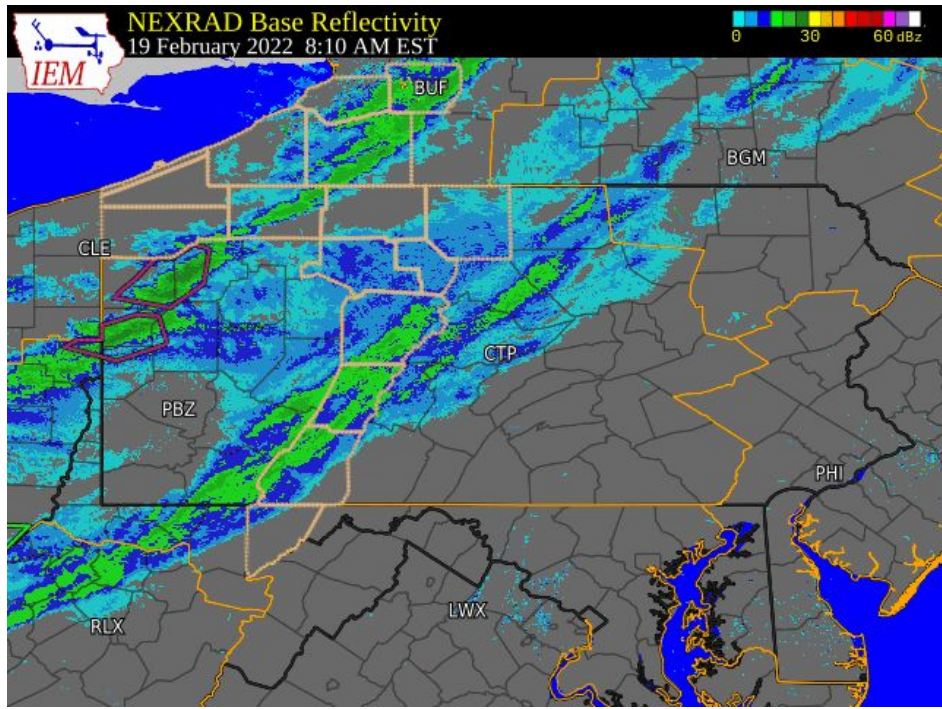 IEM
NEXRAD Base Reflectivity
19 February 2022 8:10 AM EST
0 30 60 dBz
BUF
BGM
CLE
CTP
PBZ
PHI
LWX
RLX